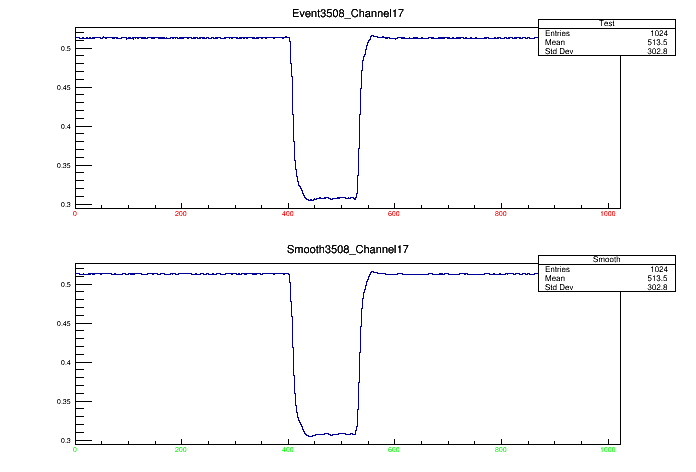 Event3508_Channel17
Test
Entries 1024
Mean 513.5
Std Dev 302.8
0.5
0.45
0.4
0.35
0.3
0 200 400 600 800 1000
Smooth3508_Channel17
Smooth
Entries 1024
Mean 513.5
Std Dev 302.8
0.5
0.45
0.4
0.35
0.3
0 200 400 600 800 1000